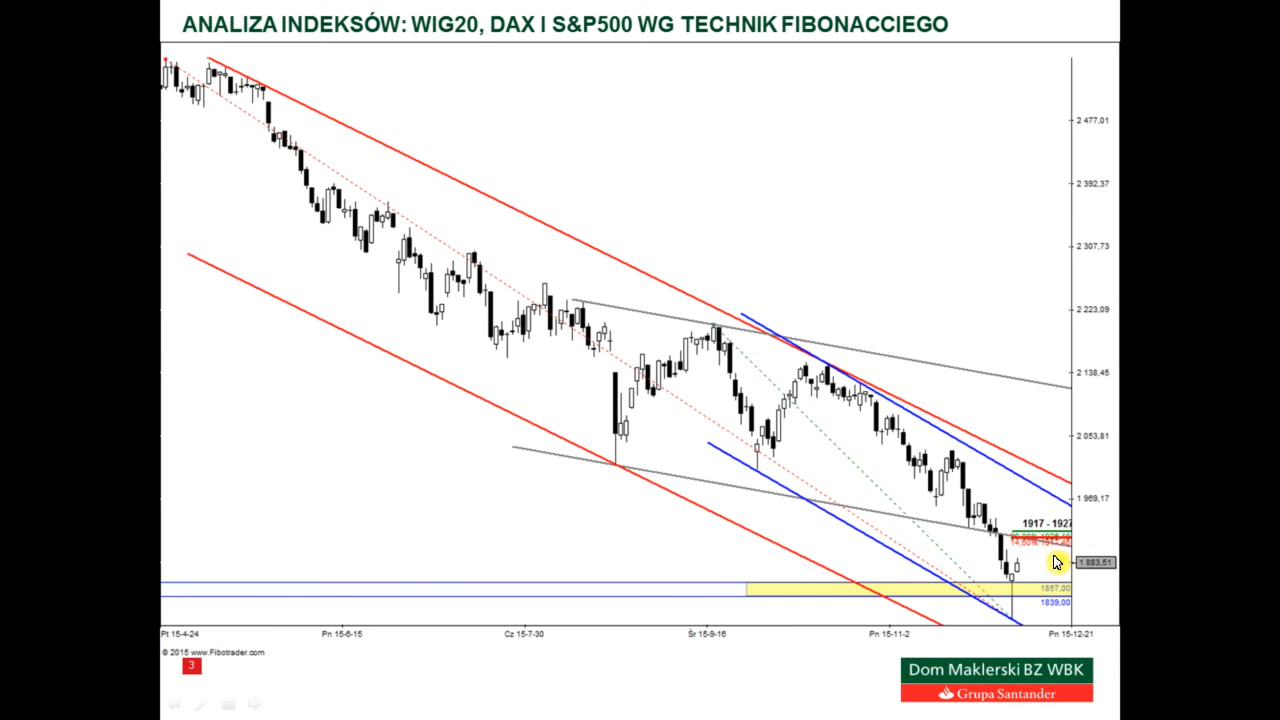 ANALIZA INDEKSÓW: WIG20, DAX I S&P500 WG TECHNIK FIBONACCIEGO
2 477,01
2 392,37
2 307,73
2 223,09
2 138,45
2 053,81
1 969,17
1917 - 1927
1 883,51
1857,00
1839,00
Pt 15-4-24
Pn 15-6-15
Cz 15-7-30
Śr 15-9-16
Pn 15-11-2
Pn 15-12-21
© 2015 www.Fibotrader.com
3
Dom Maklerski BZ WBK
Grupa Santander